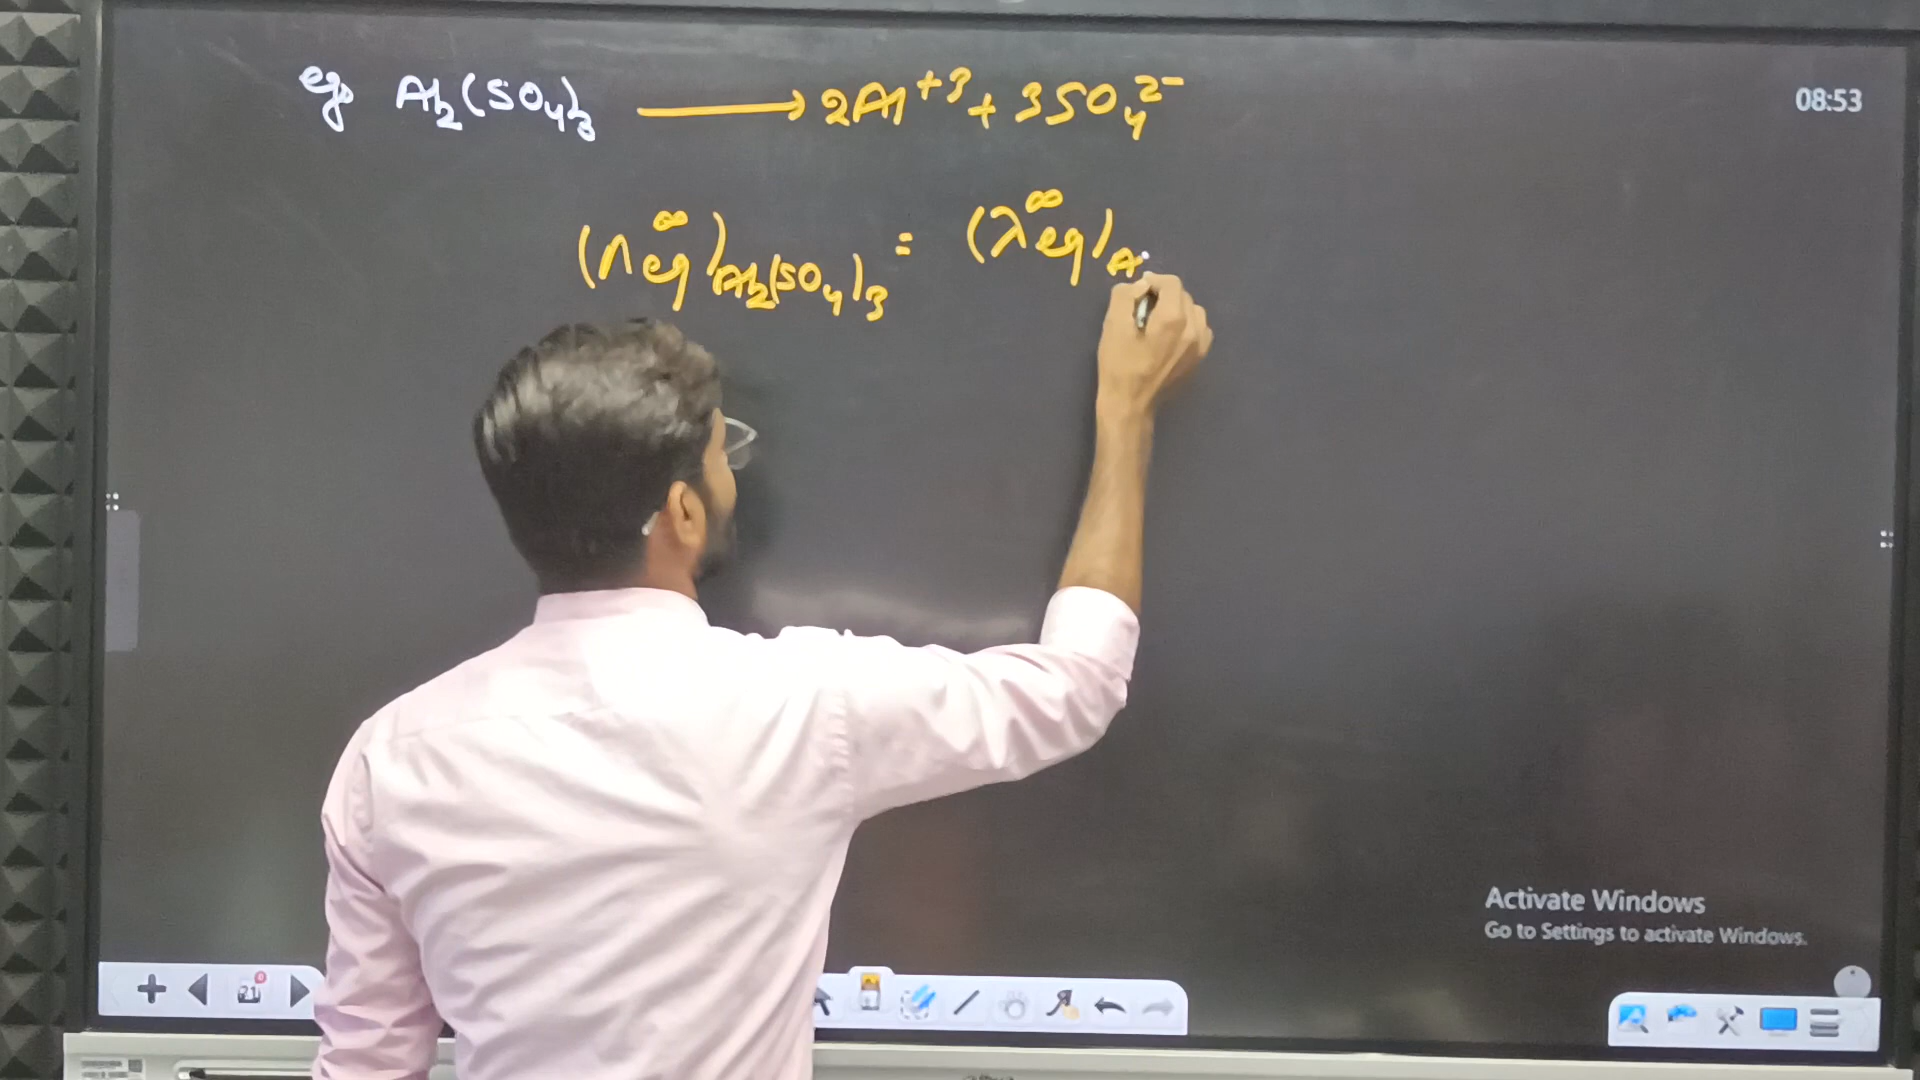 eg. Al₂(SO₄)₃ ⟶ 2Al⁺³ + 3SO₄²⁻
08:53
(Λ^∞eq)Al₂(SO₄)₃ = (λ^∞eq)A
21
Activate Windows
Go to Settings to activate Windows.